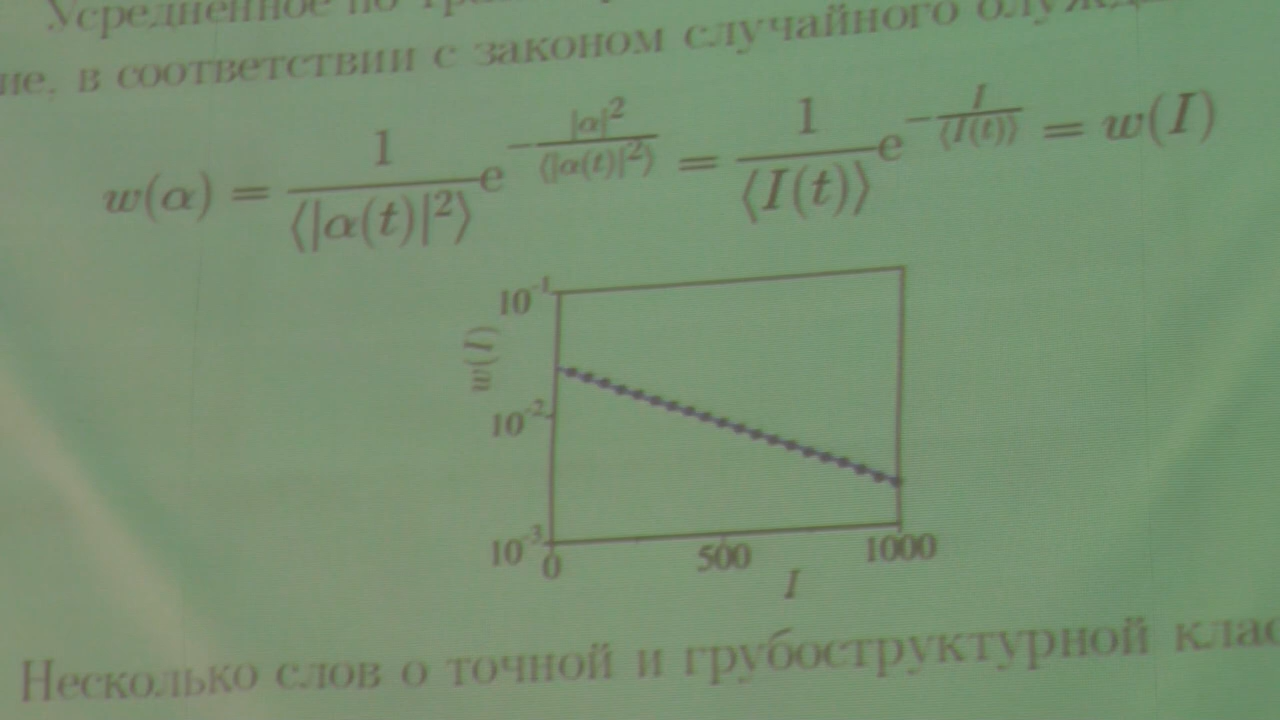 Усредненное по
ие, в соответствии с законом случайного
w(α) = 1/⟨|α(t)|²⟩ e^{-|α|²/⟨|α(t)|²⟩} = 1/⟨I(t)⟩ e^{-I/⟨I(t)⟩} = w(I)
10⁻¹
w(I)
10⁻²
10⁻³
0 500 1000
I
Несколько слов о точной и грубоструктурной клас